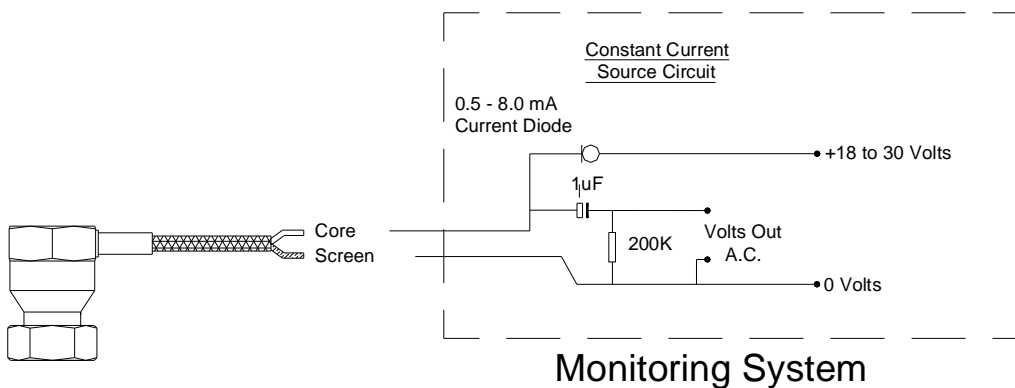 Constant Current
Source Circuit
0.5 - 8.0 mA
Current Diode
+18 to 30 Volts
1uF
Core
Screen
200K
Volts Out
A.C.
0 Volts
Monitoring System